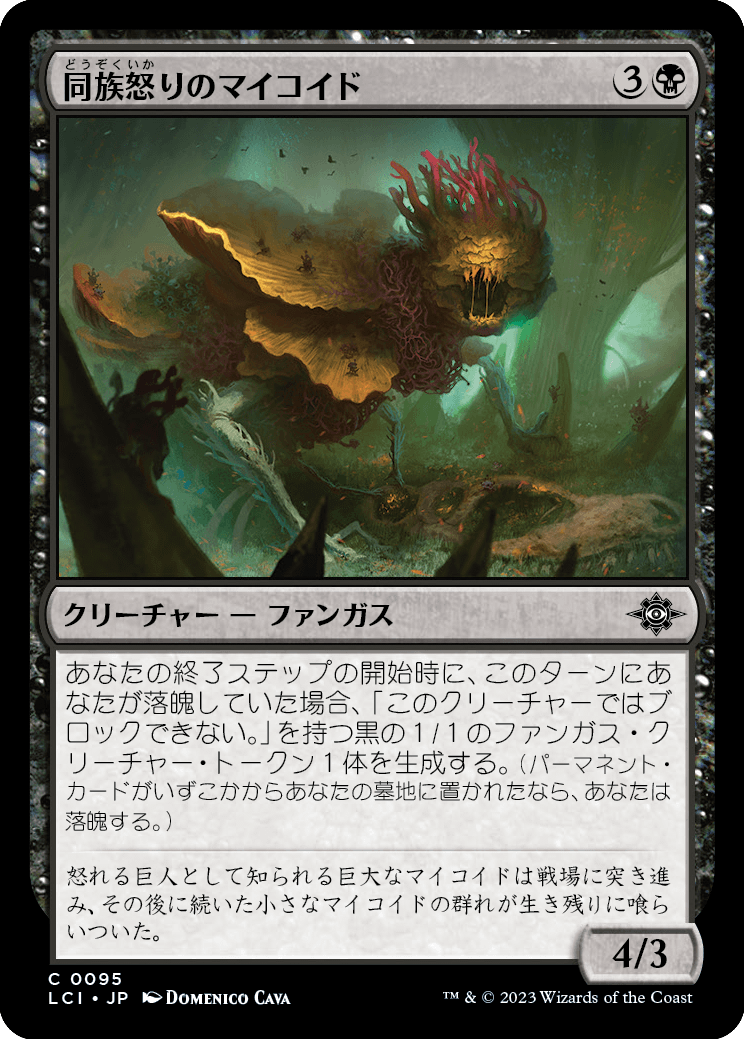 どうぞくいか
同族怒りのマイコイド 3
クリーチャー — ファンガス
あなたの終了ステップの開始時に、このターンにあ
なたが落魄していた場合、「このクリーチャーではブ
ロックできない。」を持つ黒の1/1のファンガス・ク
リーチャー・トークン1体を生成する。(パーマネント・
カードがいずこかからあなたの墓地に置かれたなら、あなたは
落魄する。)
怒れる巨人として知られる巨大なマイコイドは戦場に突き進
み、その後に続いた小さなマイコイドの群れが生き残りに喰ら
いついた。
4/3
C 0095
LCI • JP Domenico Cava
™ & © 2023 Wizards of the Coast